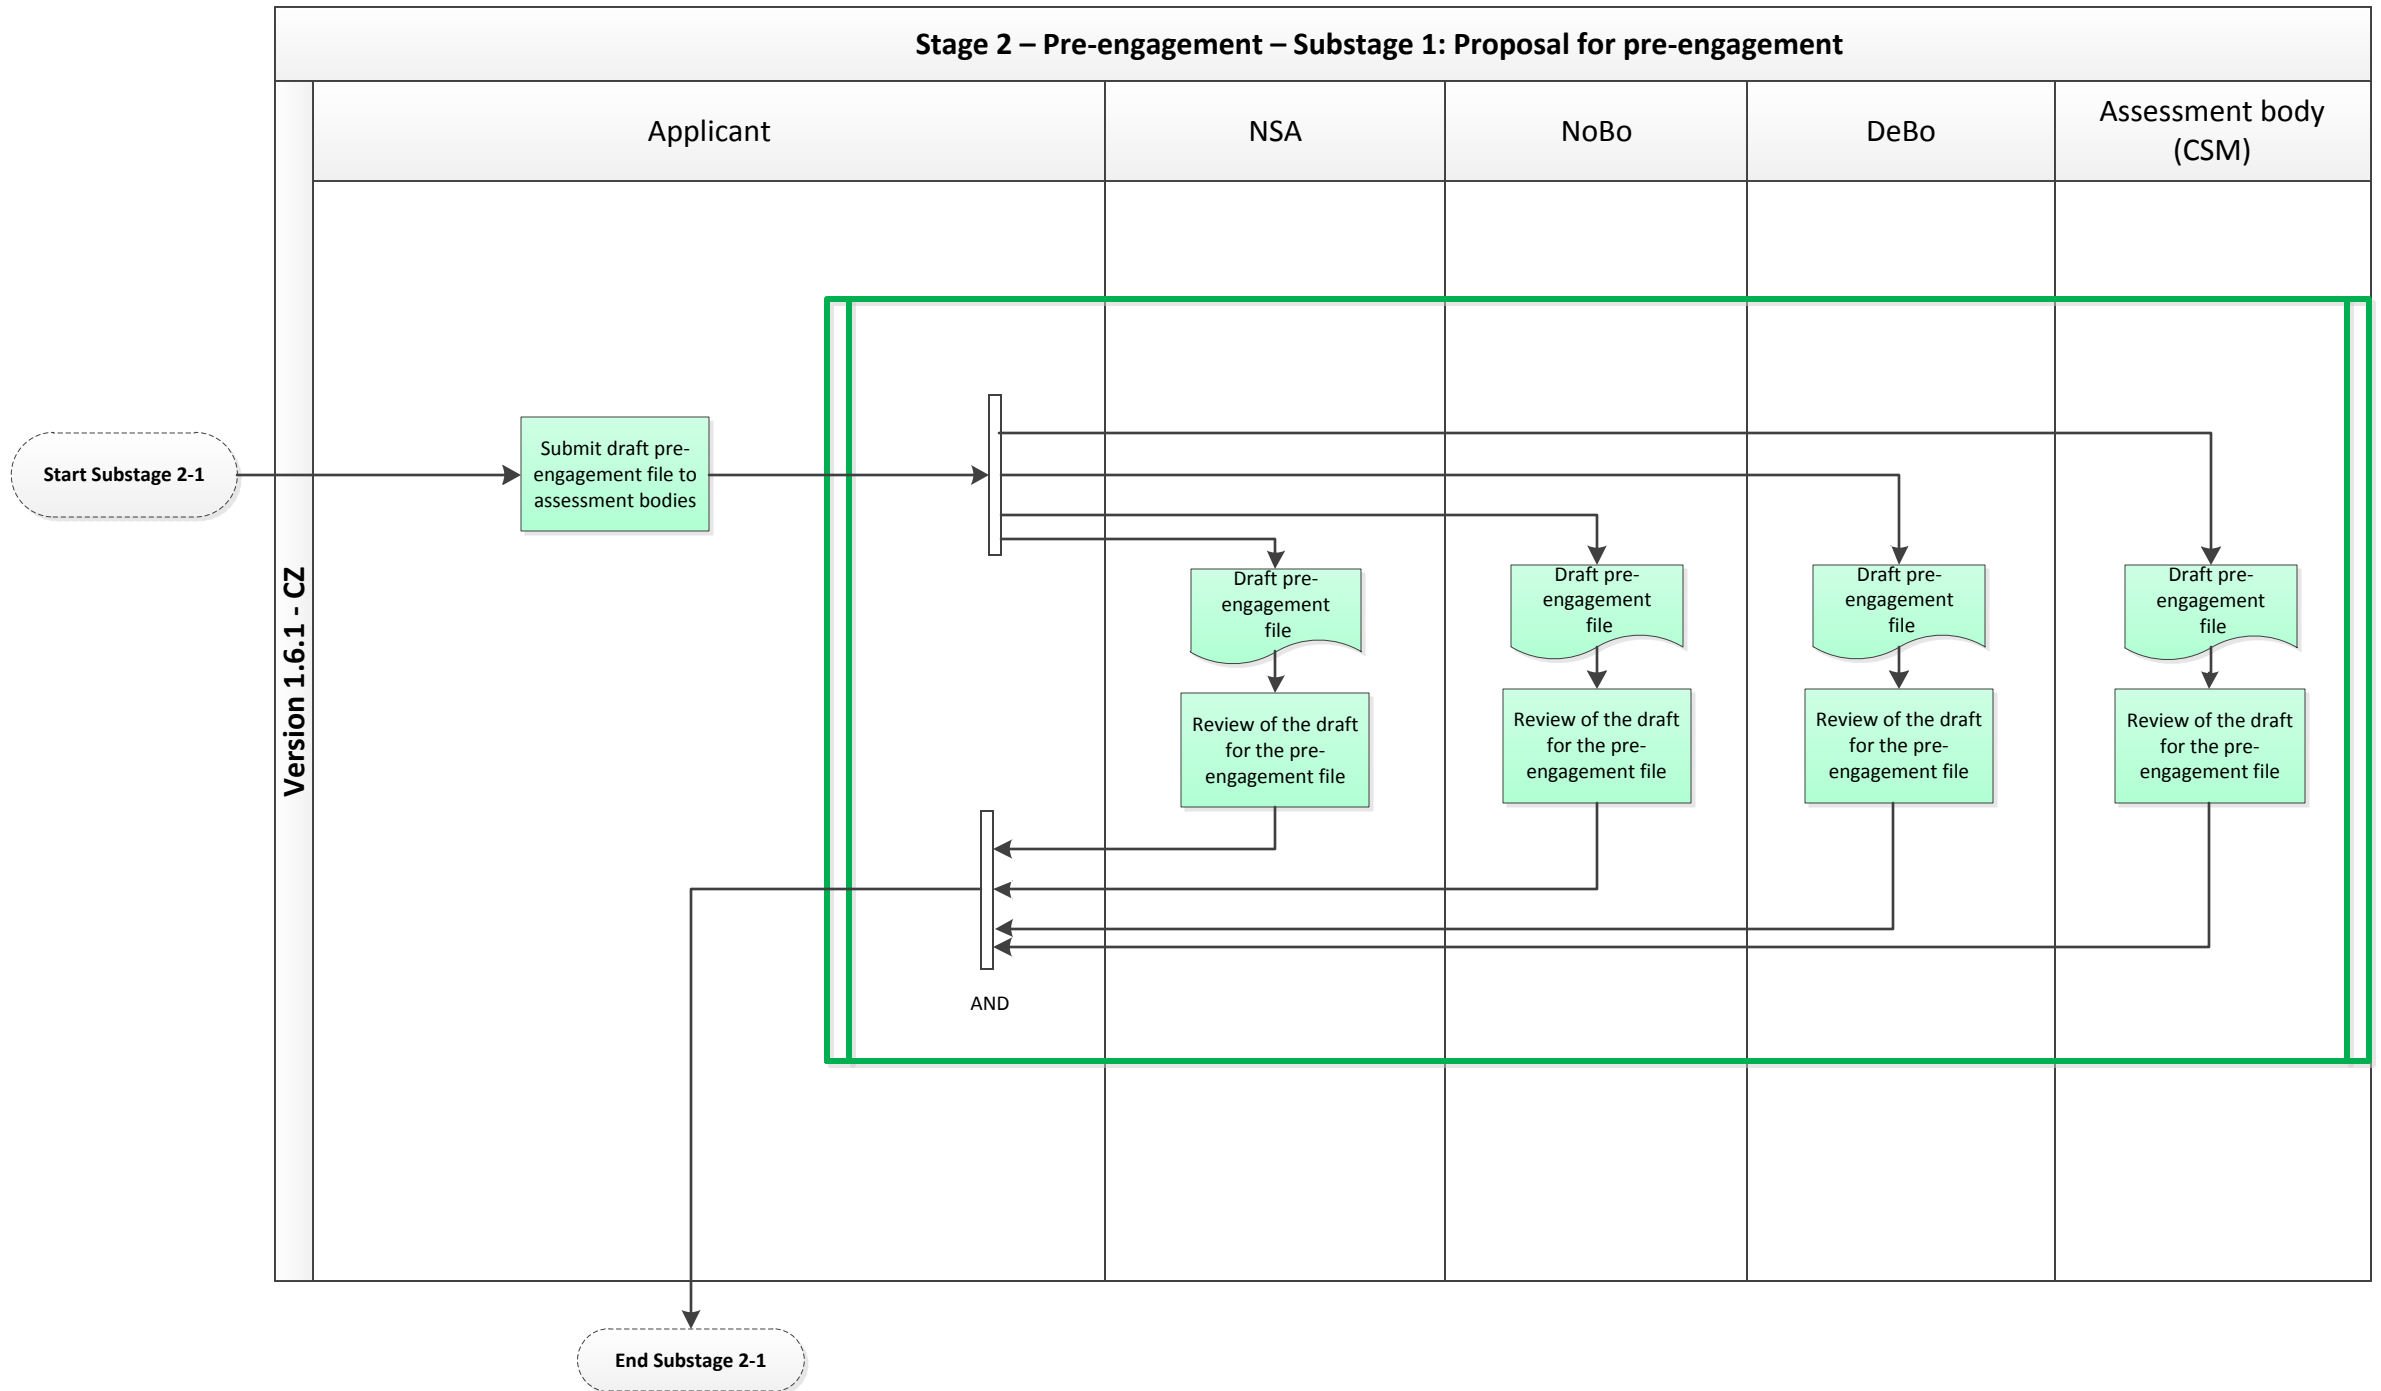 Stage 2 – Pre-engagement – Substage 1: Proposal for pre-engagement
Version 1.6.1 - CZ
Applicant
NSA
NoBo
DeBo
Assessment body
(CSM)
Start Substage 2-1
Submit draft pre-
engagement file to
assessment bodies
Draft pre-
engagement
file
Draft pre-
engagement
file
Draft pre-
engagement
file
Draft pre-
engagement
file
Review of the draft
for the pre-
engagement file
Review of the draft
for the pre-
engagement file
Review of the draft
for the pre-
engagement file
Review of the draft
for the pre-
engagement file
AND
End Substage 2-1